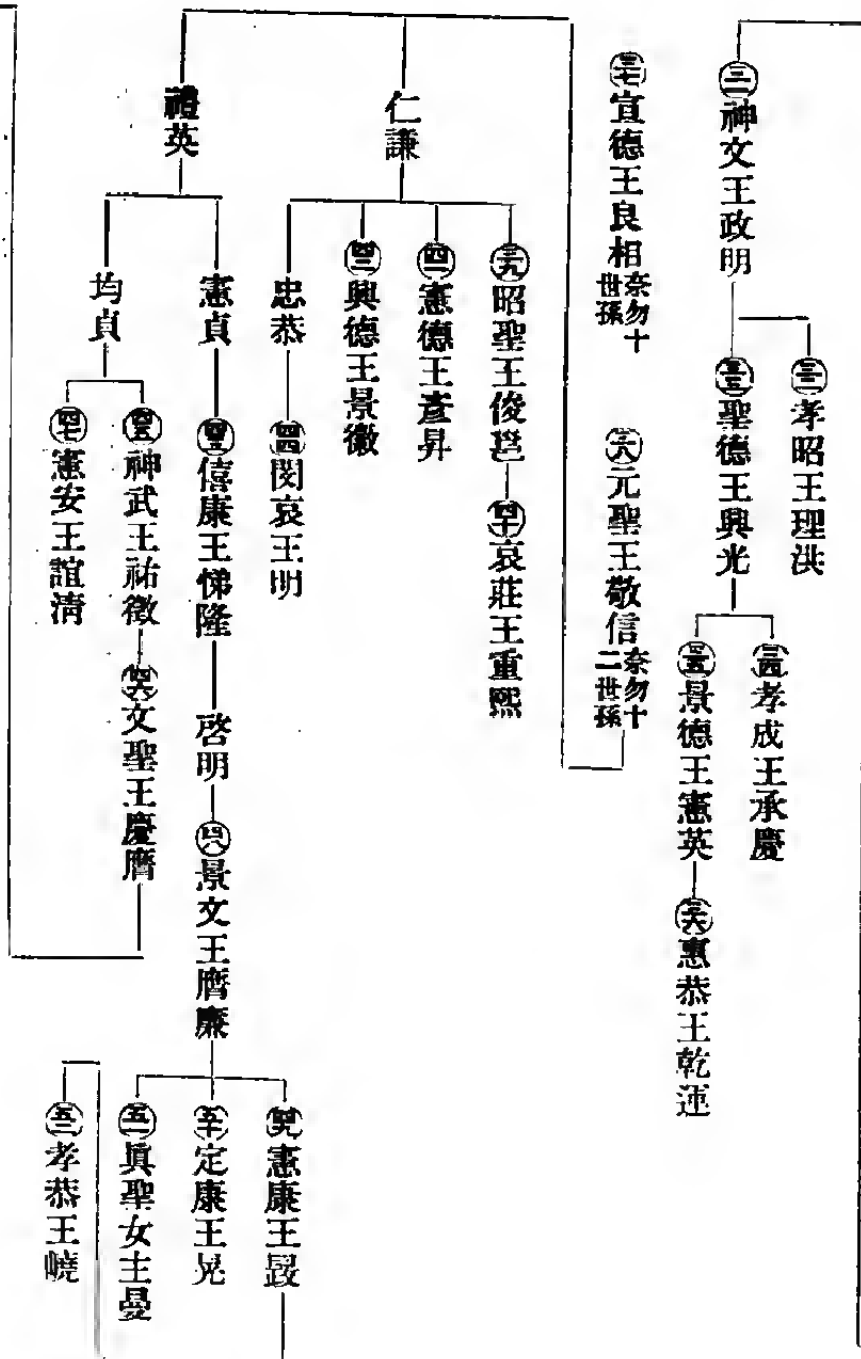 ㉛神文王政明
㉜孝昭王理洪
㉝聖德王興光
㉞孝成王承慶
㉟景德王憲英
㊱惠恭王乾運
㊲宣德王良相 奈勿十世孫
㊳元聖王敬信 奈勿十二世孫
仁謙
㊴昭聖王俊邕
㊵哀莊王重熙
㊶憲德王彥昇
㊷興德王景徽
忠恭
㊹閔哀王明
禮英
憲貞
㊸僖康王悌隆
啓明
㊽景文王膺廉
㊾憲康王晸
㊿定康王晃
五一眞聖女主曼
五二孝恭王嶢
均貞
㊺神武王祐徵
㊻文聖王慶膺
㊼憲安王誼淸